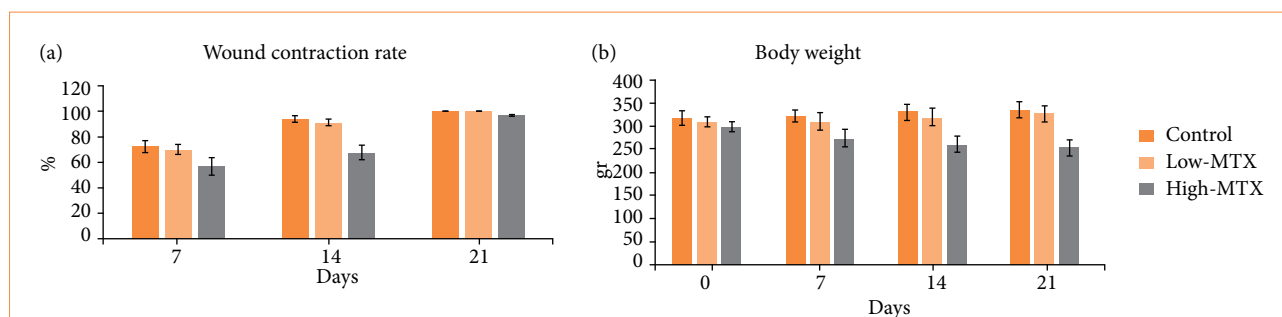 (a)
Wound contraction rate
%
120
100
80
60
40
20
0
7 14 21
Days
(b)
Body weight
gr
400
350
300
250
200
150
100
50
0
0 7 14 21
Days
Control
Low-MTX
High-MTX